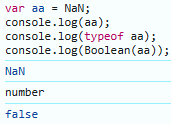 var aa = NaN;
console.log(aa);
console.log(typeof aa);
console.log(Boolean(aa));
NaN
number
false